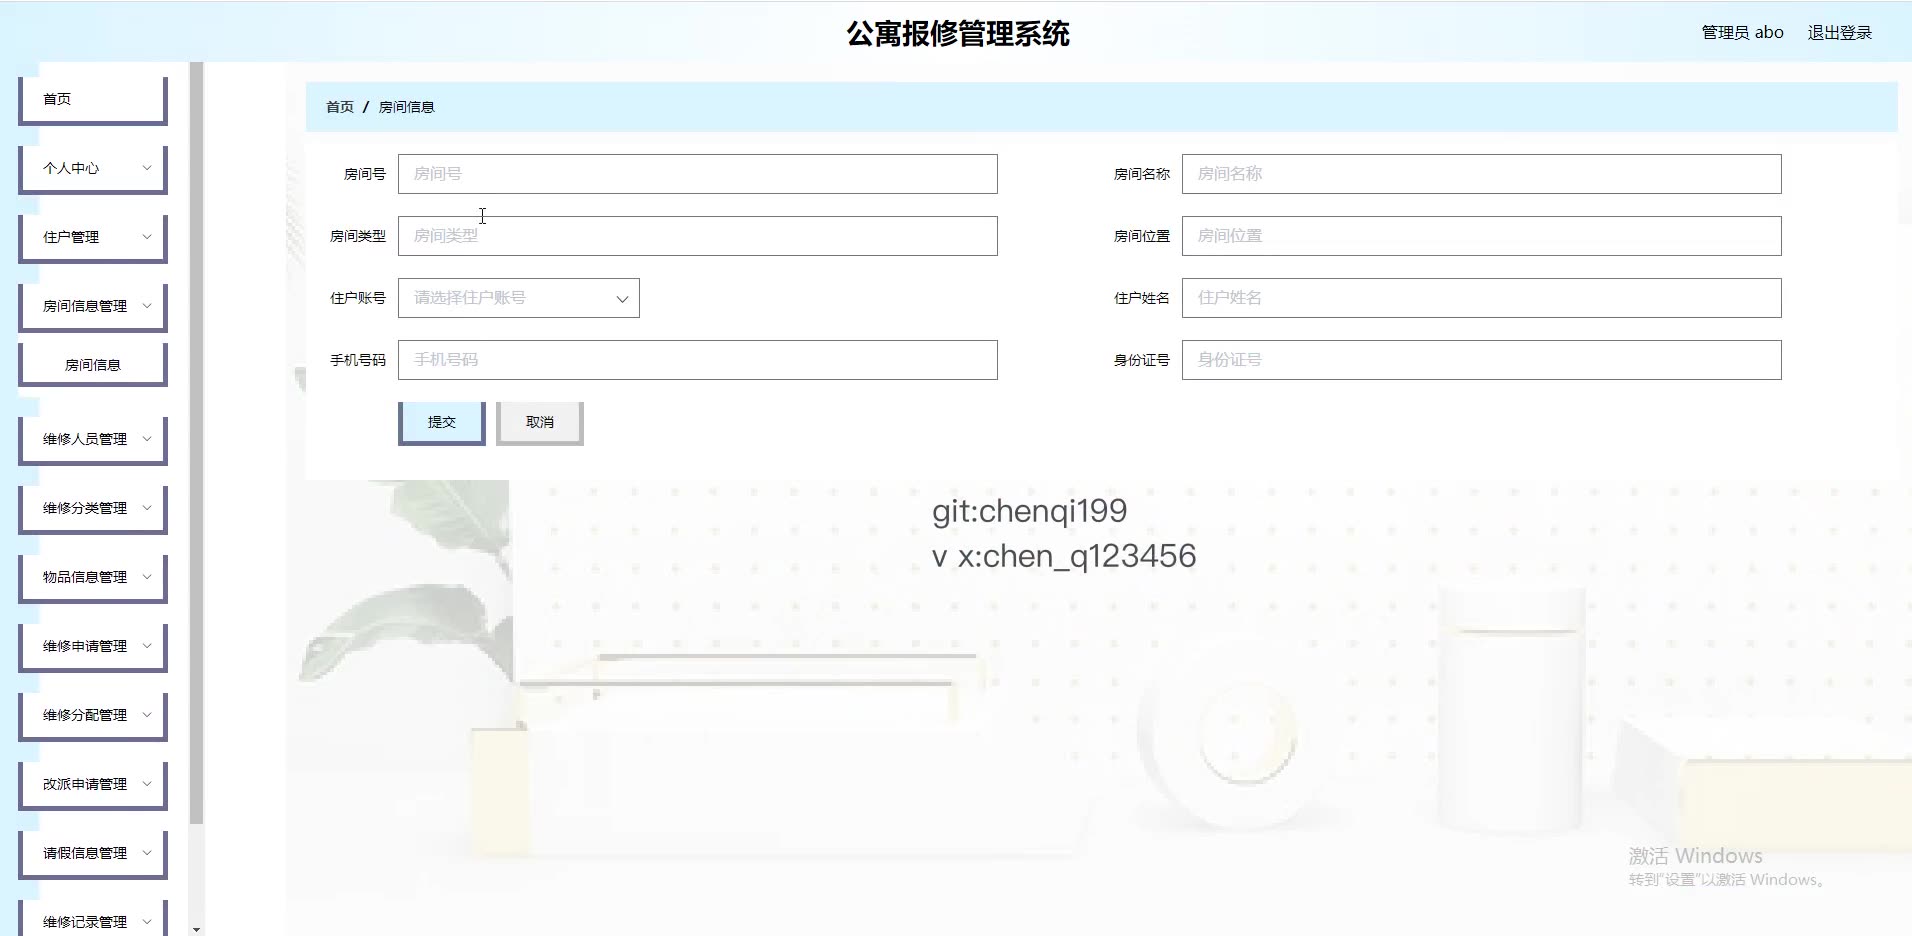 公寓报修管理系统
管理员 abo 退出登录
首页
个人中心
住户管理
房间信息管理
房间信息
维修人员管理
维修分类管理
物品信息管理
维修申请管理
维修分配管理
改派申请管理
请假信息管理
维修记录管理
首页 / 房间信息
房间号 房间号 房间名称 房间名称
房间类型 房间类型 房间位置 房间位置
住户账号 请选择住户账号 住户姓名 住户姓名
手机号码 手机号码 身份证号 身份证号
提交 取消
git:chenqi199
v x:chen_q123456
激活 Windows
转到“设置”以激活 Windows。